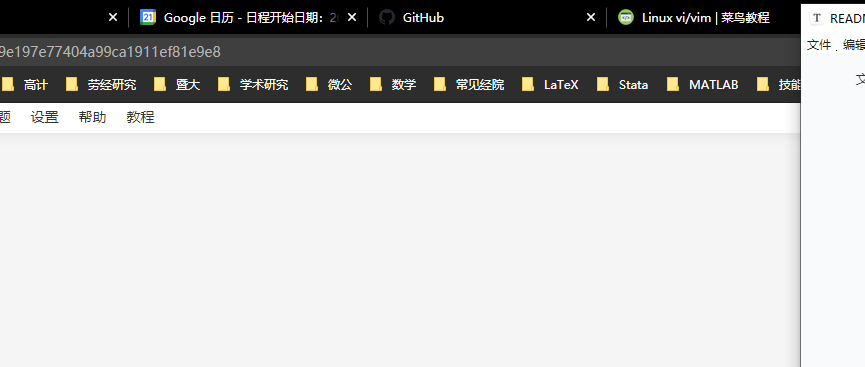 Google 日历 - 日程开始日期: 20
GitHub
Linux vi/vim | 菜鸟教程
T READM
9e197e77404a99ca1911ef81e9e8
文件 编辑
高计 劳经研究 暨大 学术研究 微公 数学 常见经院 LaTeX Stata MATLAB 技能
文
题 设置 帮助 教程